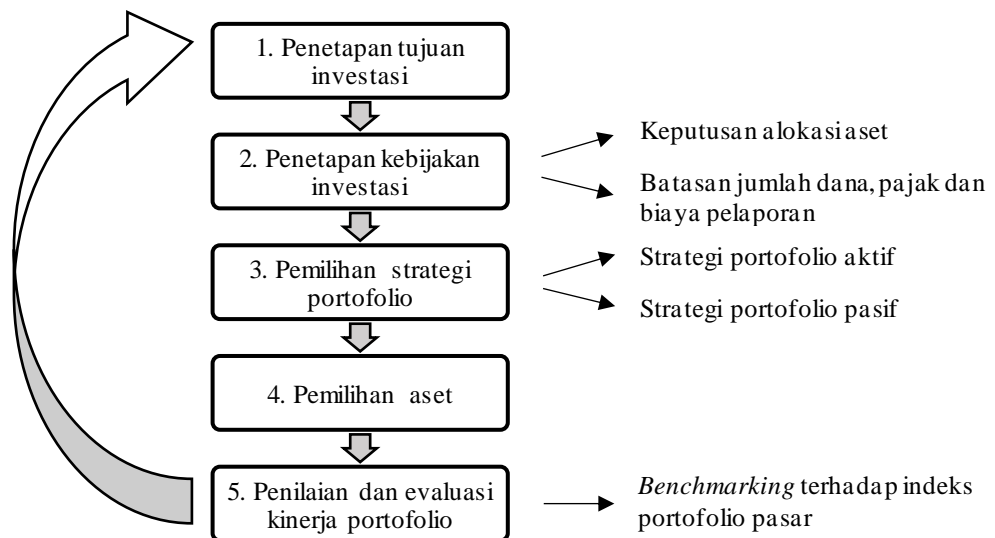 1. Penetapan tujuan
investasi
2. Penetapan kebijakan
investasi
Keputusan alokasi aset
Batasan jumlah dana, pajak dan
biaya pelaporan
3. Pemilihan strategi
portofolio
Strategi portofolio aktif
Strategi portofolio pasif
4. Pemilihan aset
5. Penilaian dan evaluasi
kinerja portofolio
Benchmarking terhadap indeks
portofolio pasar